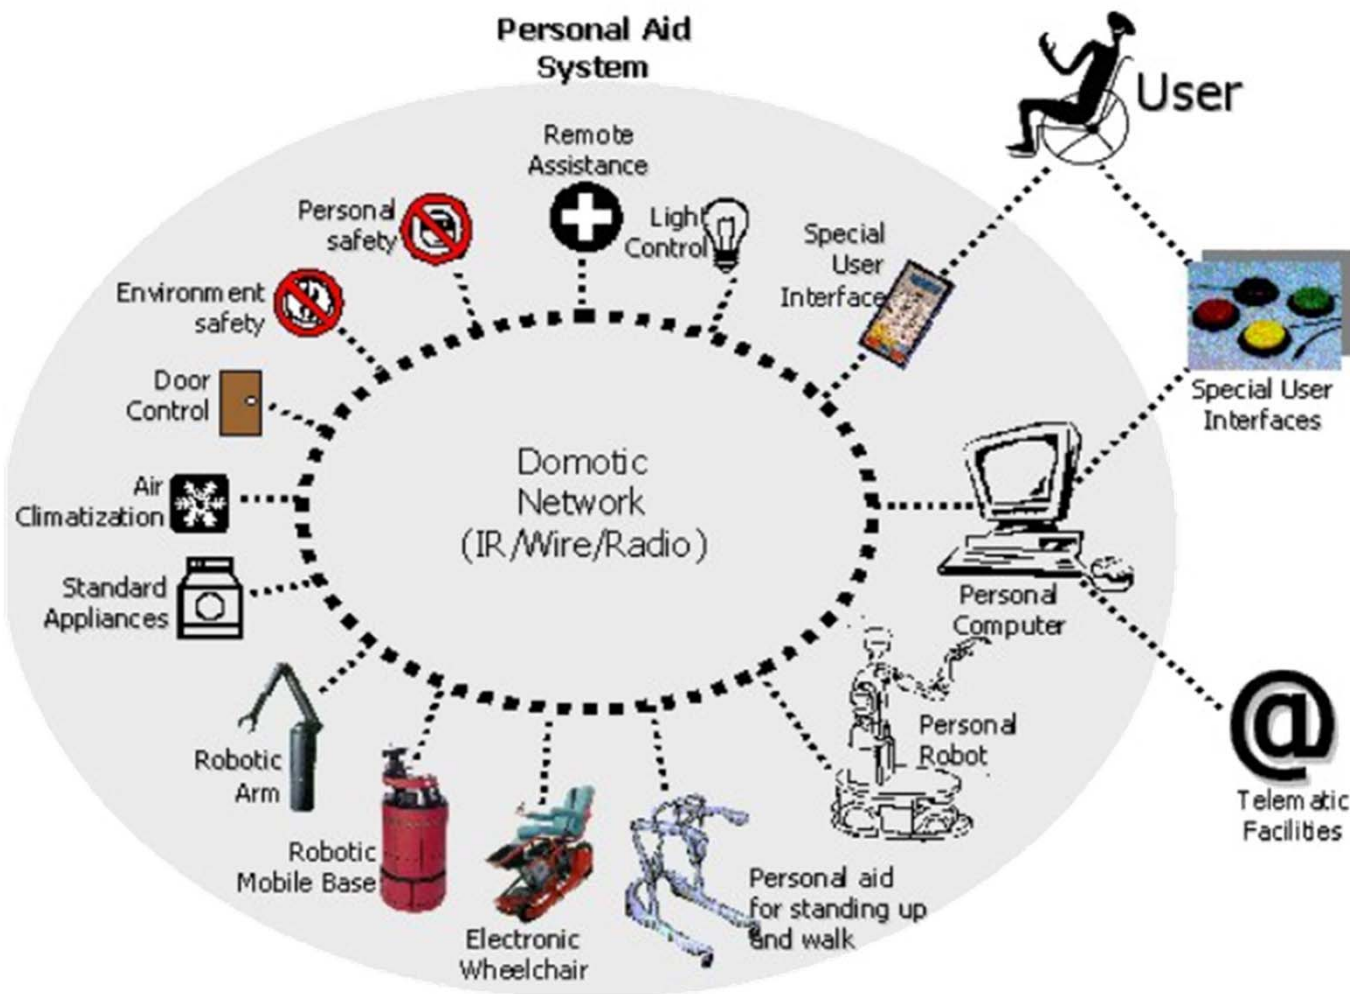 Personal Aid
System
User
Remote
Assistance
Personal
safety
Light
Control
Special
User
Interface
Environment
safety
Door
Control
Special User
Interfaces
Air
Climatization
Domotic
Network
(IR/Wire/Radio)
Standard
Appliances
Personal
Computer
Robotic
Arm
Personal
Robot
@
Telematic
Facilities
Robotic
Mobile Base
Personal aid
for standing up
and walk
Electronic
Wheelchair